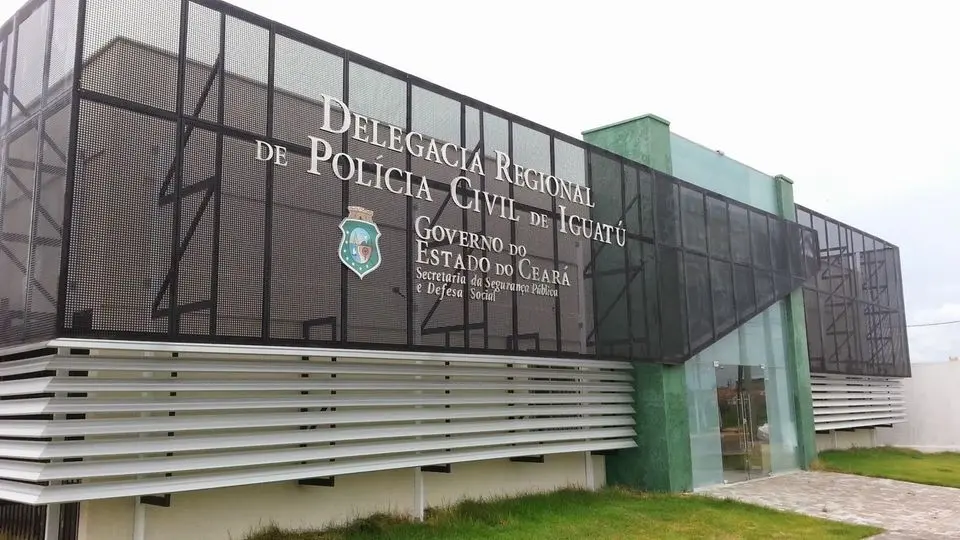 Delegacia Regional
de Polícia Civil de Iguatú
Governo do
Estado do Ceará
Secretaria da Segurança Pública
e Defesa Social